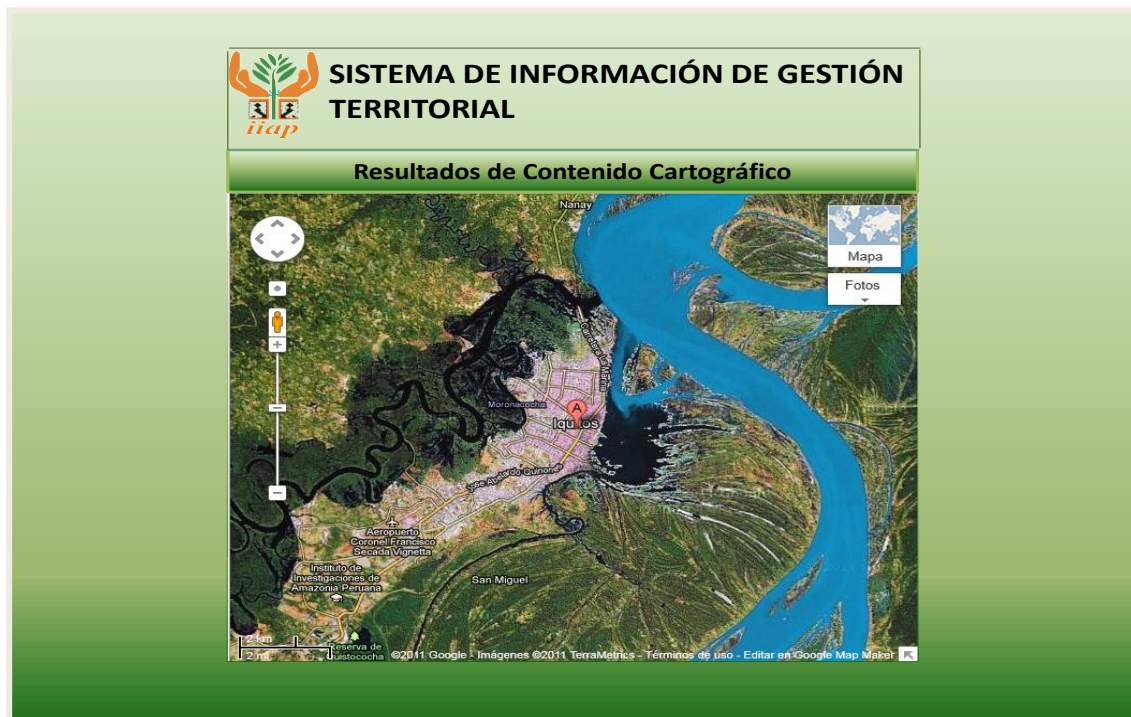 SISTEMA DE INFORMACIÓN DE GESTIÓN
TERRITORIAL
iiap
Resultados de Contenido Cartográfico
Nanay
Mapa
Fotos
Moronacocha
A
Iquitos
Aeropuerto
Coronel Francisco
Secada Vignetta
Instituto de
Investigaciones de
Amazonia Peruana
San Miguel
2 km
2 mi
Reserva de
©2011 Google - Imágenes ©2011 TerraMetrics - Términos de uso - Editar en Google Map Maker